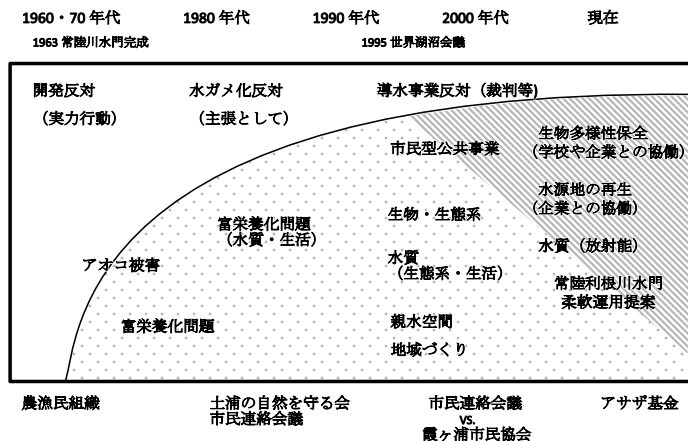 1960・70 年代 1980 年代 1990 年代 2000 年代 現在
1963 常陸川水門完成 1995 世界湖沼会議
開発反対 水ガメ化反対 導水事業反対（裁判等)
（実力行動） （主張として）
市民型公共事業
生物多様性保全
（学校や企業との協働）
水源地の再生
（企業との協働）
富栄養化問題
（水質・生活）
生物・生態系
水質
（生態系・生活）
水質（放射能）
アオコ被害
常陸利根川水門
柔軟運用提案
富栄養化問題
親水空間
地域づくり
農漁民組織
土浦の自然を守る会
市民連絡会議
市民連絡会議
vs.
霞ヶ浦市民協会
アサザ基金